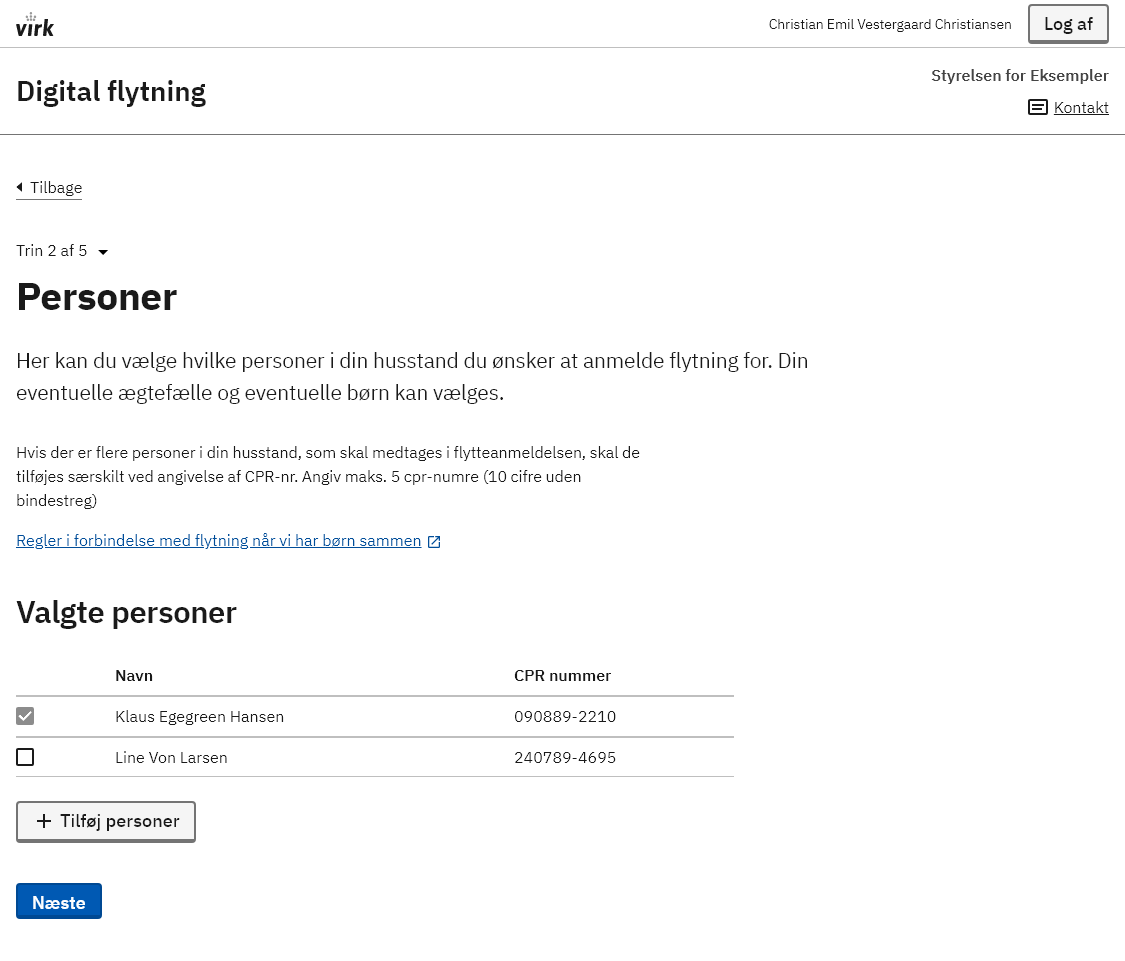 virk
Christian Emil Vestergaard Christiansen
Log af
Digital flytning
Styrelsen for Eksempler
Kontakt
Tilbage
Trin 2 af 5
Personer
Her kan du vælge hvilke personer i din husstand du ønsker at anmelde flytning for. Din
eventuelle ægtefælle og eventuelle børn kan vælges.
Hvis der er flere personer i din husstand, som skal medtages i flytteanmeldelsen, skal de
tilføjes særskilt ved angivelse af CPR-nr. Angiv maks. 5 cpr-numre (10 cifre uden
bindestreg)
Regler i forbindelse med flytning når vi har børn sammen
Valgte personer
Navn CPR nummer
Klaus Egegreen Hansen 090889-2210
Line Von Larsen 240789-4695
Tilføj personer
Næste